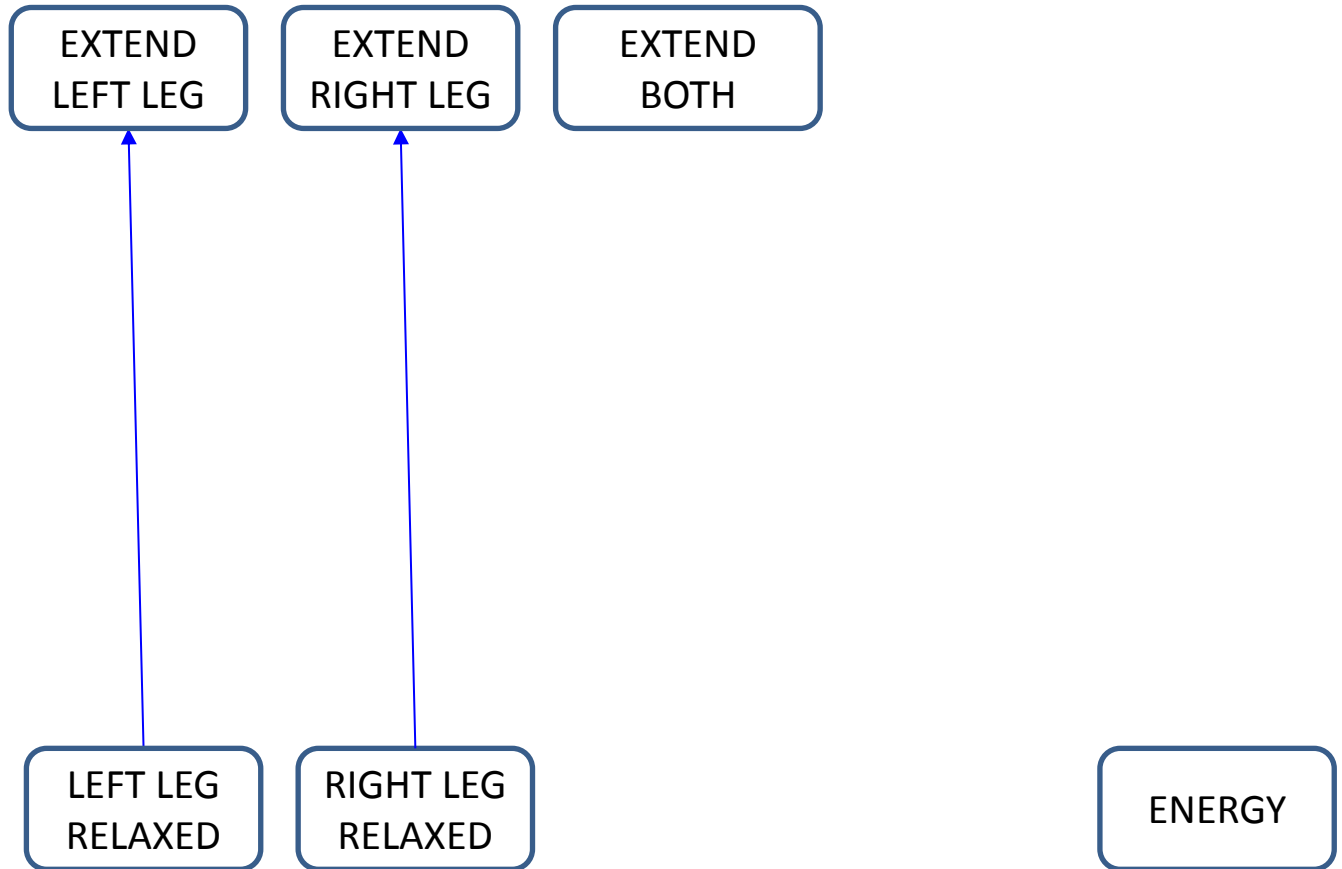 EXTEND
LEFT LEG
EXTEND
RIGHT LEG
EXTEND
BOTH
LEFT LEG
RELAXED
RIGHT LEG
RELAXED
ENERGY